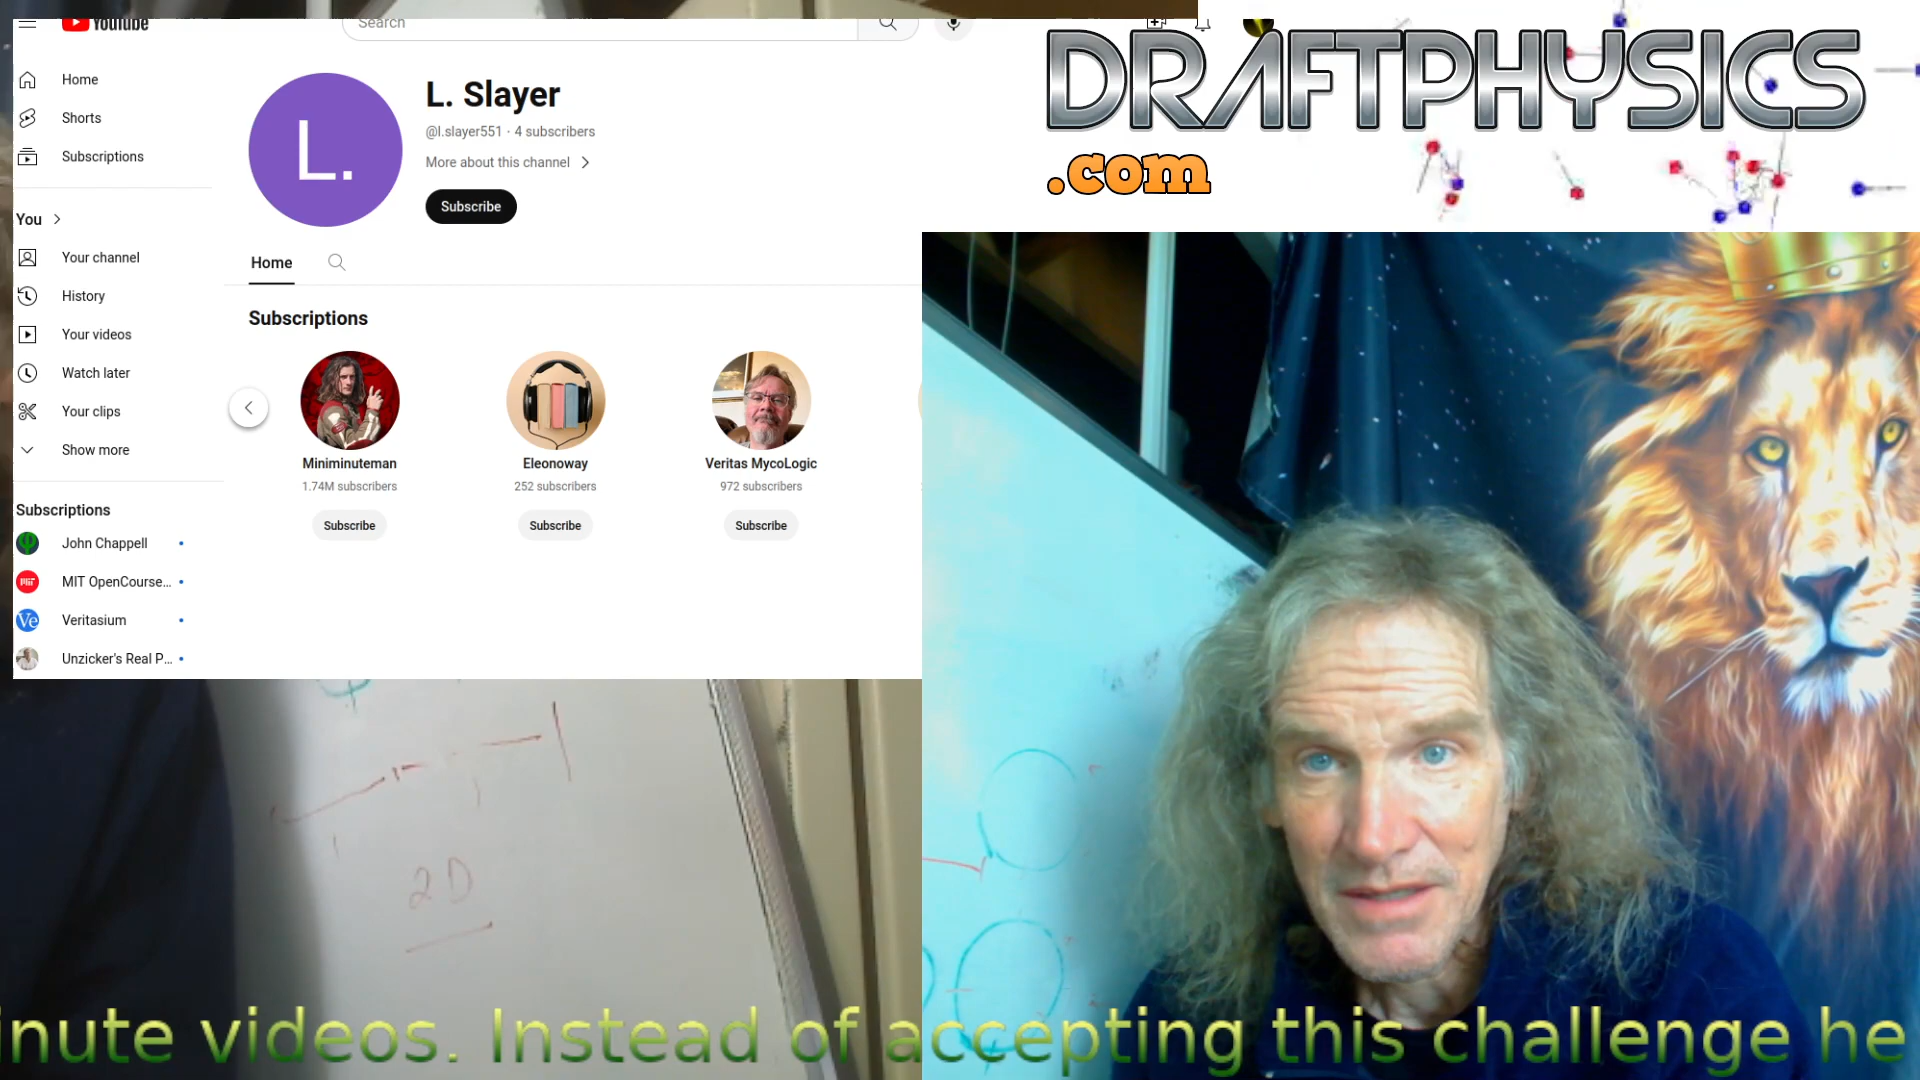 YouTube
Search
Home
Shorts
Subscriptions
You
Your channel
History
Your videos
Watch later
Your clips
Show more
Subscriptions
John Chappell
MIT OpenCourse...
Veritasium
Unzicker's Real P...
L.
L. Slayer
@l.slayer551 · 4 subscribers
More about this channel
Subscribe
Home
Subscriptions
Miniminuteman
1.74M subscribers
Subscribe
Eleonoway
252 subscribers
Subscribe
Veritas MycoLogic
972 subscribers
Subscribe
DRAFTPHYSICS
.com
2D
inute videos. Instead of accepting this challenge he